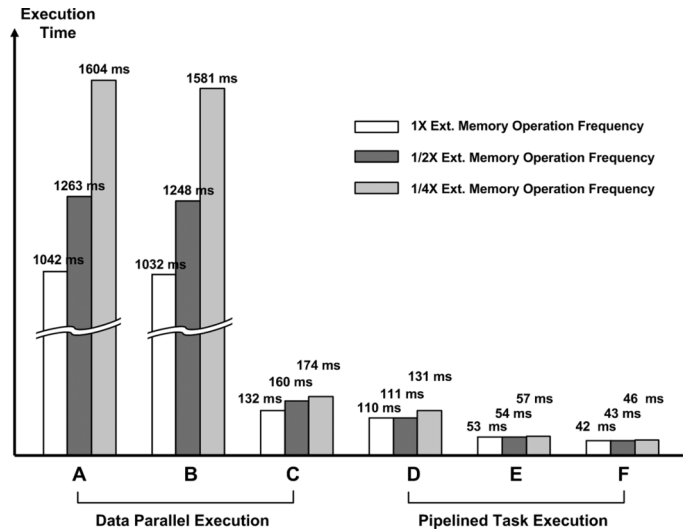 Execution
Time
1604 ms
1581 ms
1X Ext. Memory Operation Frequency
1/2X Ext. Memory Operation Frequency
1/4X Ext. Memory Operation Frequency
1263 ms
1248 ms
1042 ms
1032 ms
174 ms
160 ms
132 ms
131 ms
111 ms
110 ms
57 ms
54 ms
53 ms
46 ms
43 ms
42 ms
A B C D E F
Data Parallel Execution
Pipelined Task Execution